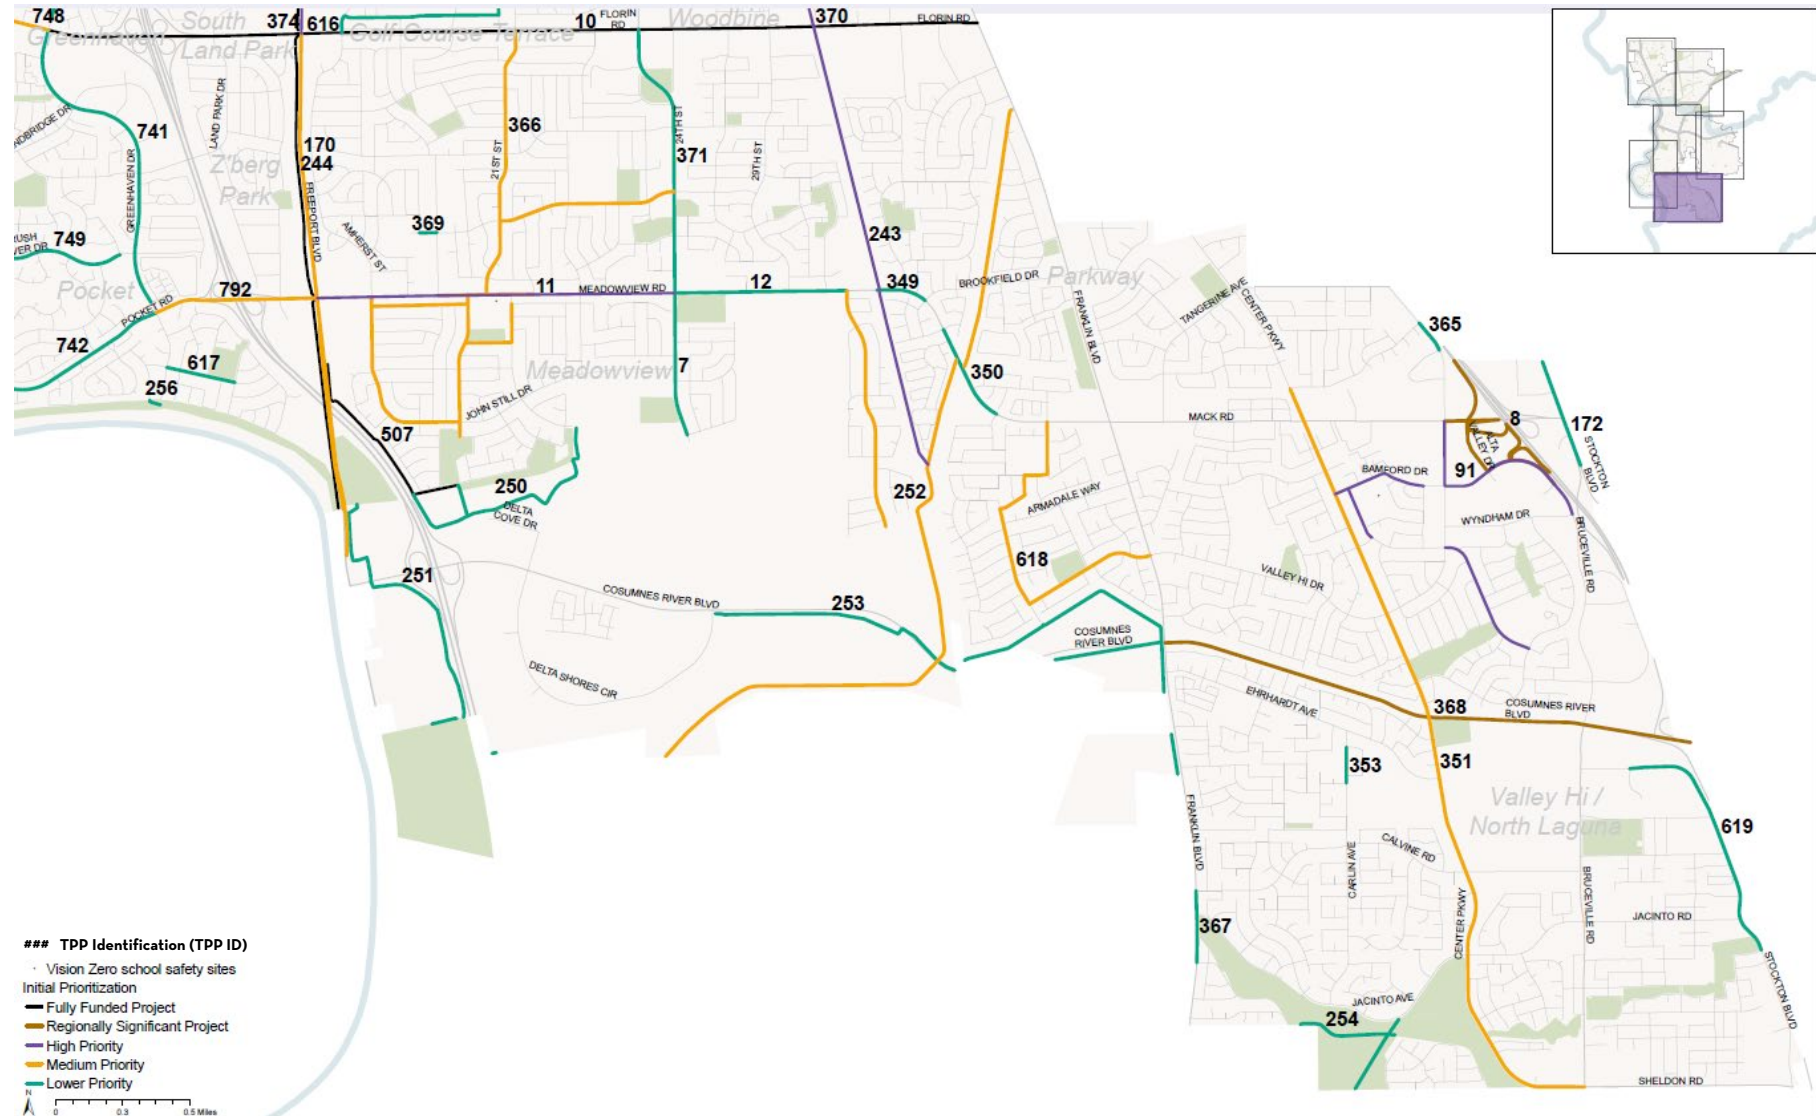 748
374
616
10
FLORIN
RD
370
FLORIN RD
South
Land Park
Greenhaven
Golf Course Terrace
Woodbine
LAND PARK DR
NDBRIDGE DR
741
366
24TH ST
170
244
Z'berg
Park
21ST ST
371
29TH ST
GREENHAVEN DR
FREEPORT BLVD
AMHERST ST
369
RUSH
VER DR
749
243
Pocket
792
11
MEADOWVIEW RD
12
349
BROOKFIELD DR
Parkway
POCKET RD
FRANKLIN BLVD
TANGERINE AVE
CENTER PKWY
365
742
617
256
Meadowview
7
350
JOHN STILL DR
MACK RD
8
172
STOCKTON
BLVD
507
ALTA
VALLEY DR
BAMFORD DR
91
250
DELTA
COVE DR
252
ARMADALE WAY
WYNDHAM DR
BRUCEVILLE RD
618
VALLEY HI DR
251
COSUMNES RIVER BLVD
253
COSUMNES
RIVER BLVD
DELTA SHORES CIR
EHRHARDT AVE
368
COSUMNES RIVER
BLVD
353
351
Valley Hi /
North Laguna
FRANKLIN BLVD
619
CALVINE RD
CARLIN AVE
BRUCEVILLE RD
CENTER PKWY
JACINTO RD
367
STOCKTON BLVD
JACINTO AVE
254
SHELDON RD
### TPP Identification (TPP ID)
Vision Zero school safety sites
Initial Prioritization
Fully Funded Project
Regionally Significant Project
High Priority
Medium Priority
Lower Priority
N
0 0.3 0.5 Miles